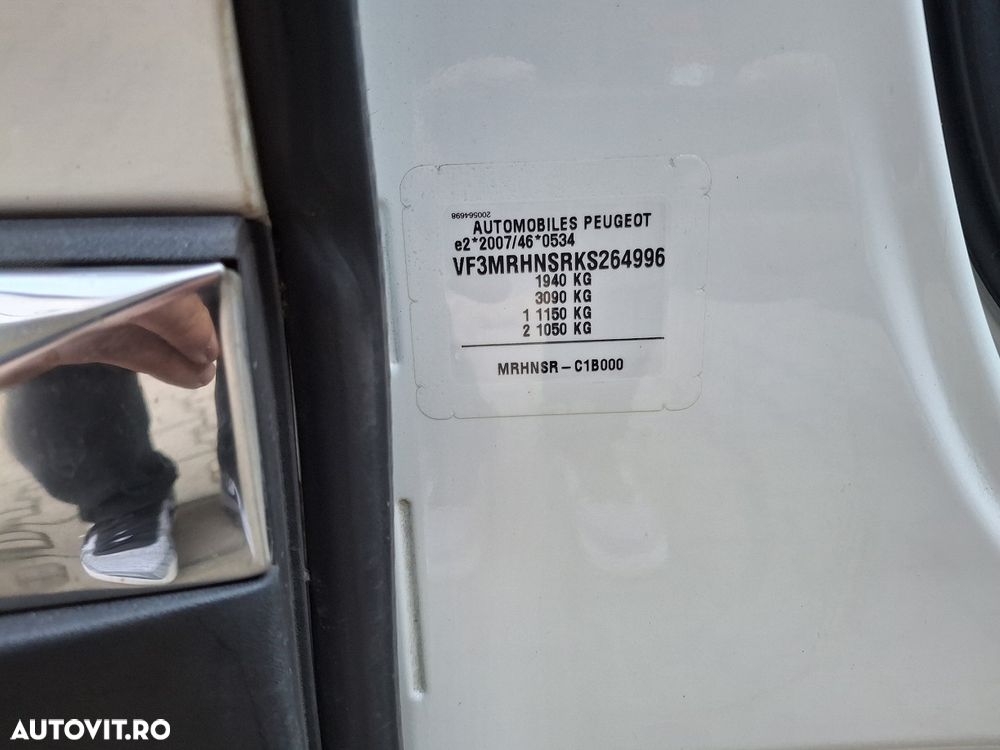 200564698
AUTOMOBILES PEUGEOT
e2*2007/46*0534
VF3MRHNSRKS264996
1940 KG
3090 KG
1 1150 KG
2 1050 KG
MRHNSR - C1B000
AUTOVIT.RO